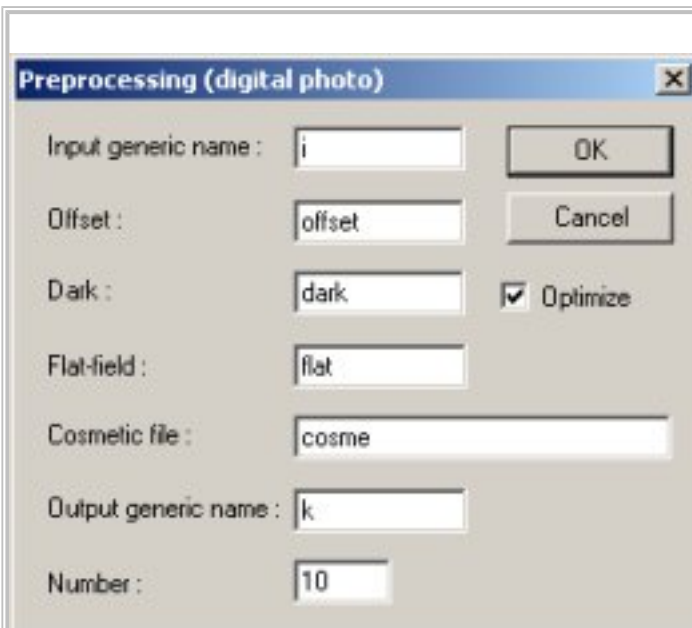 Preprocessing (digital photo)
Input generic name : i OK
Offset : offset Cancel
Dark : dark Optimize
Flat-field : flat
Cosmetic file : cosme
Output generic name : k
Number : 10